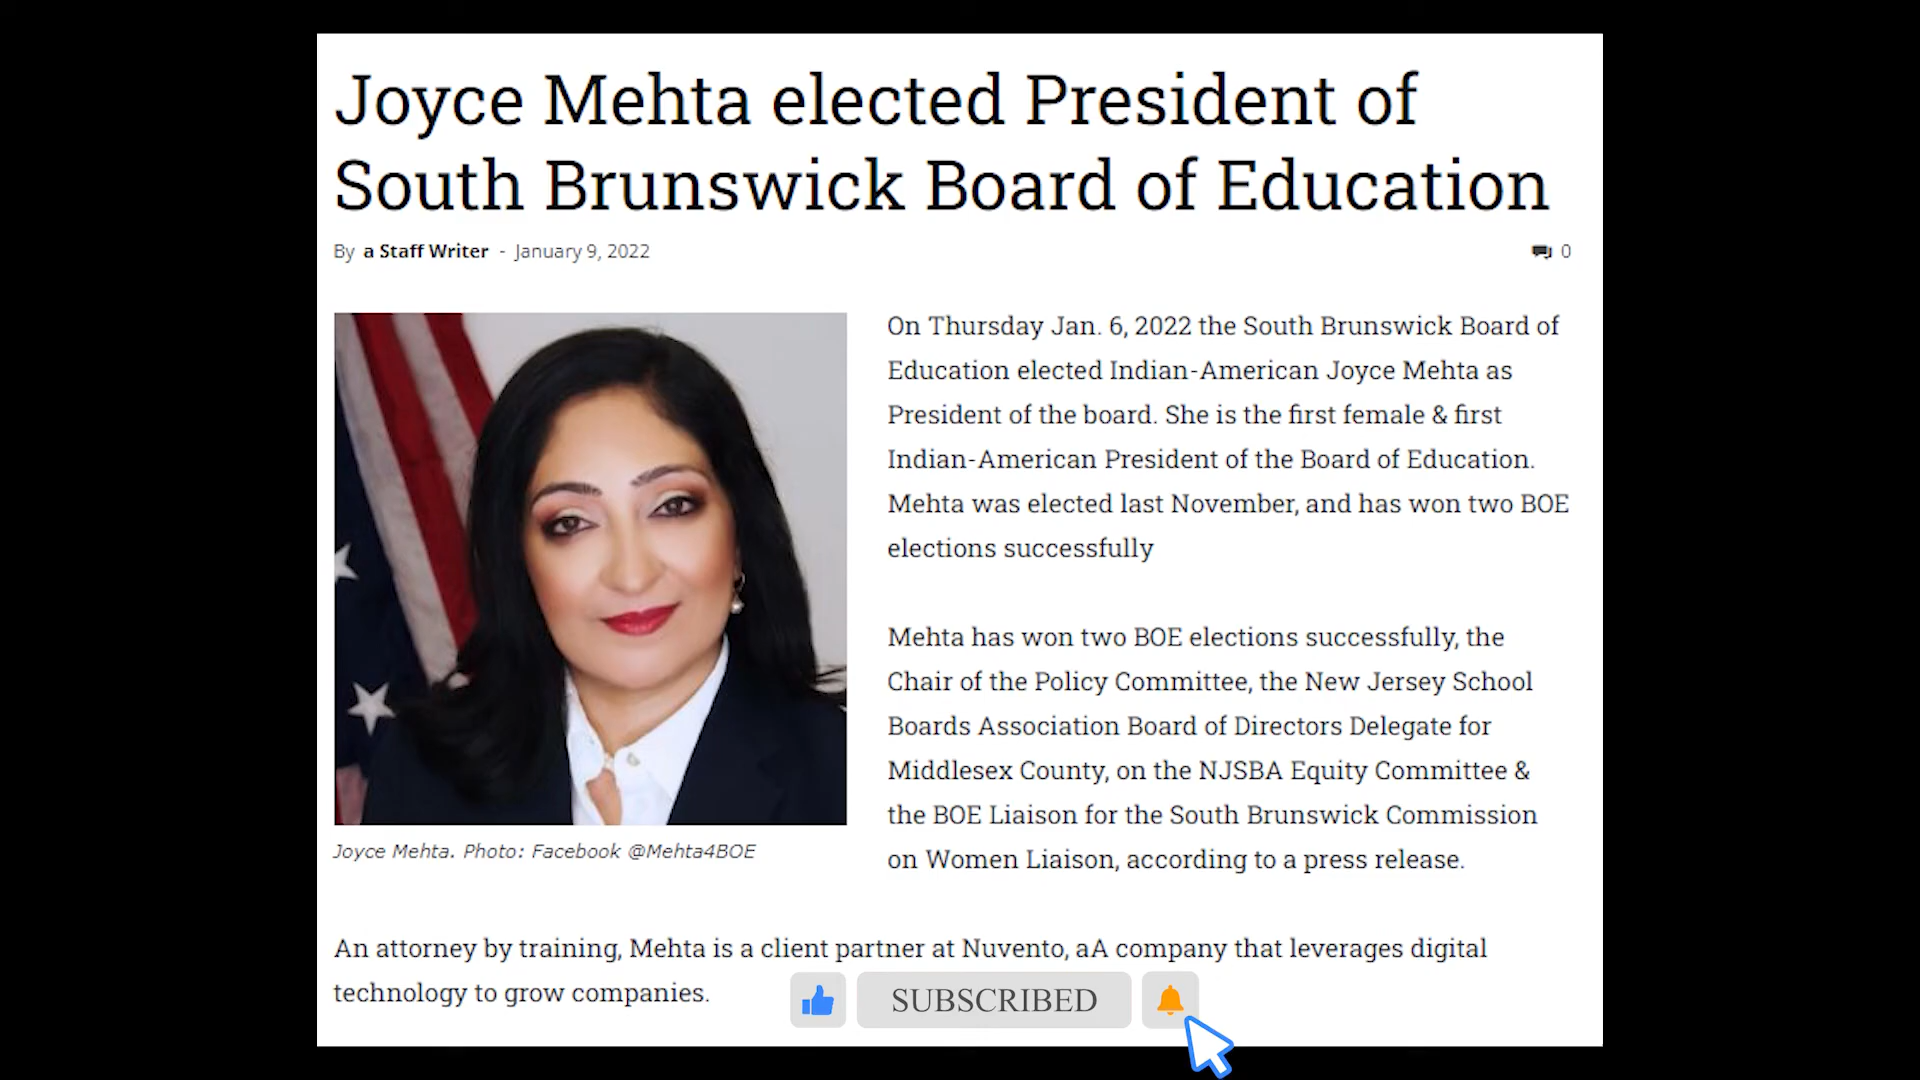 Joyce Mehta elected President of
South Brunswick Board of Education
By a Staff Writer - January 9, 2022
0
On Thursday Jan. 6, 2022 the South Brunswick Board of
Education elected Indian-American Joyce Mehta as
President of the board. She is the first female & first
Indian-American President of the Board of Education.
Mehta was elected last November, and has won two BOE
elections successfully
Mehta has won two BOE elections successfully, the
Chair of the Policy Committee, the New Jersey School
Boards Association Board of Directors Delegate for
Middlesex County, on the NJSBA Equity Committee &
the BOE Liaison for the South Brunswick Commission
on Women Liaison, according to a press release.
Joyce Mehta. Photo: Facebook @Mehta4BOE
An attorney by training, Mehta is a client partner at Nuvento, aA company that leverages digital
technology to grow companies.
SUBSCRIBED